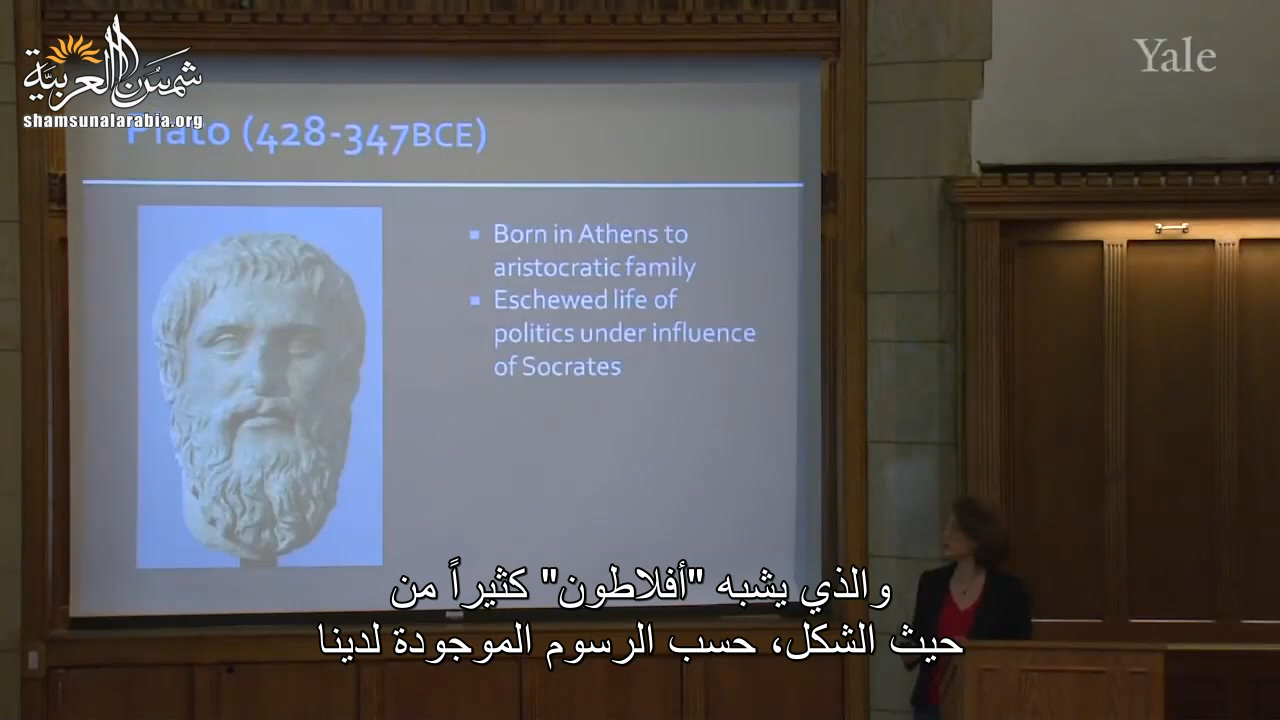 شمس العربية
shamsunalarabia.org
Yale
Plato (428-347BCE)
▪ Born in Athens to
aristocratic family
▪ Eschewed life of
politics under influence
of Socrates
والذي يشبه "أفلاطون" كثيراً من
حيث الشكل، حسب الرسوم الموجودة لدينا